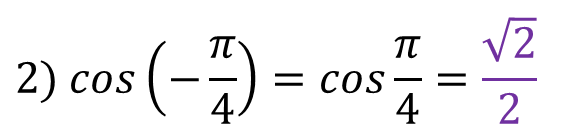 2) cos (−π/4) = cos π/4 = √2/2